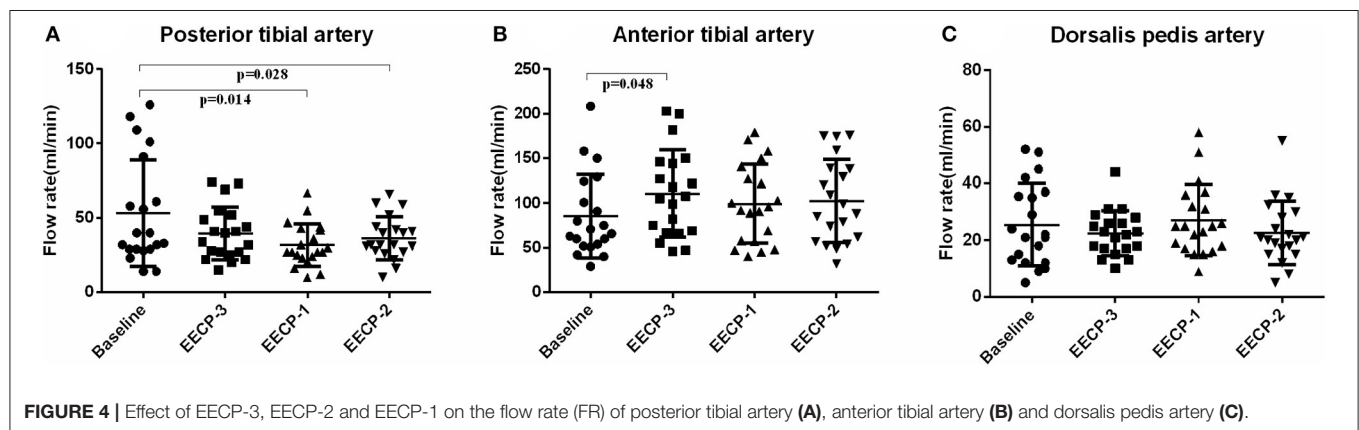 A Posterior tibial artery
p=0.028
p=0.014
Flow rate(ml/min)
150
100
50
0
Baseline
EECP-3
EECP-1
EECP-2
B Anterior tibial artery
p=0.048
Flow rate(ml/min)
250
200
150
100
50
0
Baseline
EECP-3
EECP-1
EECP-2
C Dorsalis pedis artery
Flow rate(ml/min)
80
60
40
20
0
Baseline
EECP-3
EECP-1
EECP-2
FIGURE 4 | Effect of EECP-3, EECP-2 and EECP-1 on the flow rate (FR) of posterior tibial artery (A), anterior tibial artery (B) and dorsalis pedis artery (C).